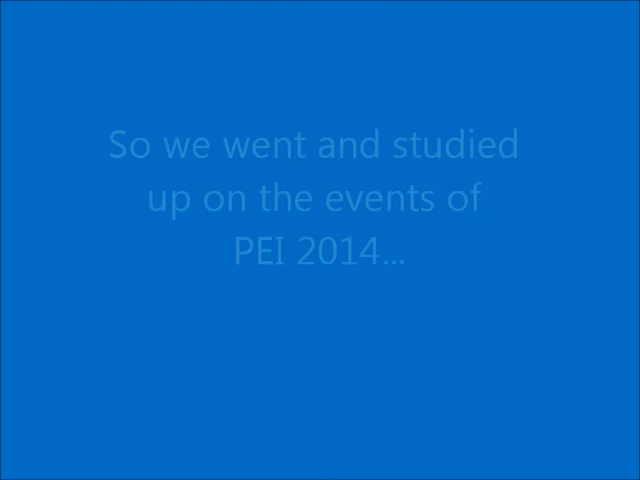 So we went and studied
up on the events of
PEI 2014...